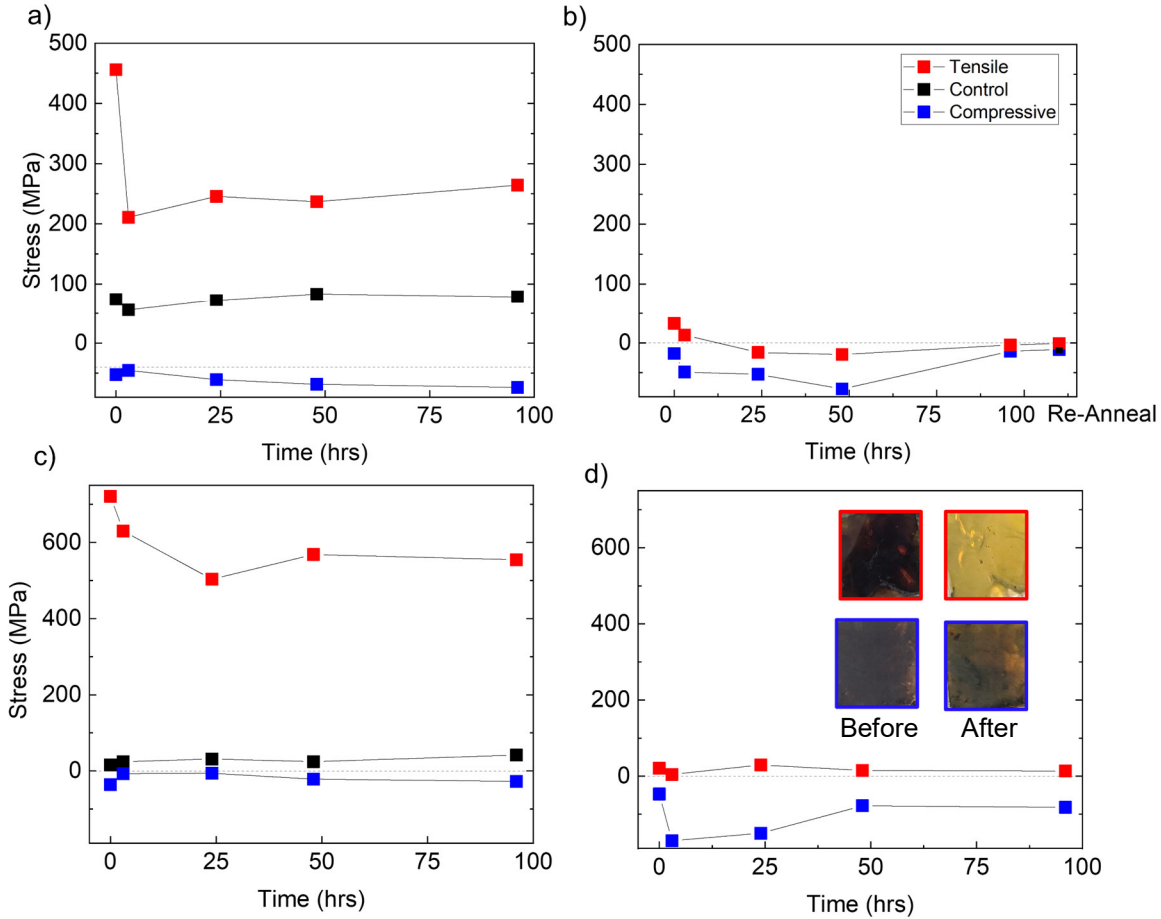 a)
500
400
300
200
100
0
Stress (MPa)
0 25 50 75 100
Time (hrs)
b)
500
400
300
200
100
0
Tensile
Control
Compressive
0 25 50 75 100 Re-Anneal
Time (hrs)
c)
600
400
200
0
Stress (MPa)
0 25 50 75 100
Time (hrs)
d)
600
400
200
0
Before After
0 25 50 75 100
Time (hrs)